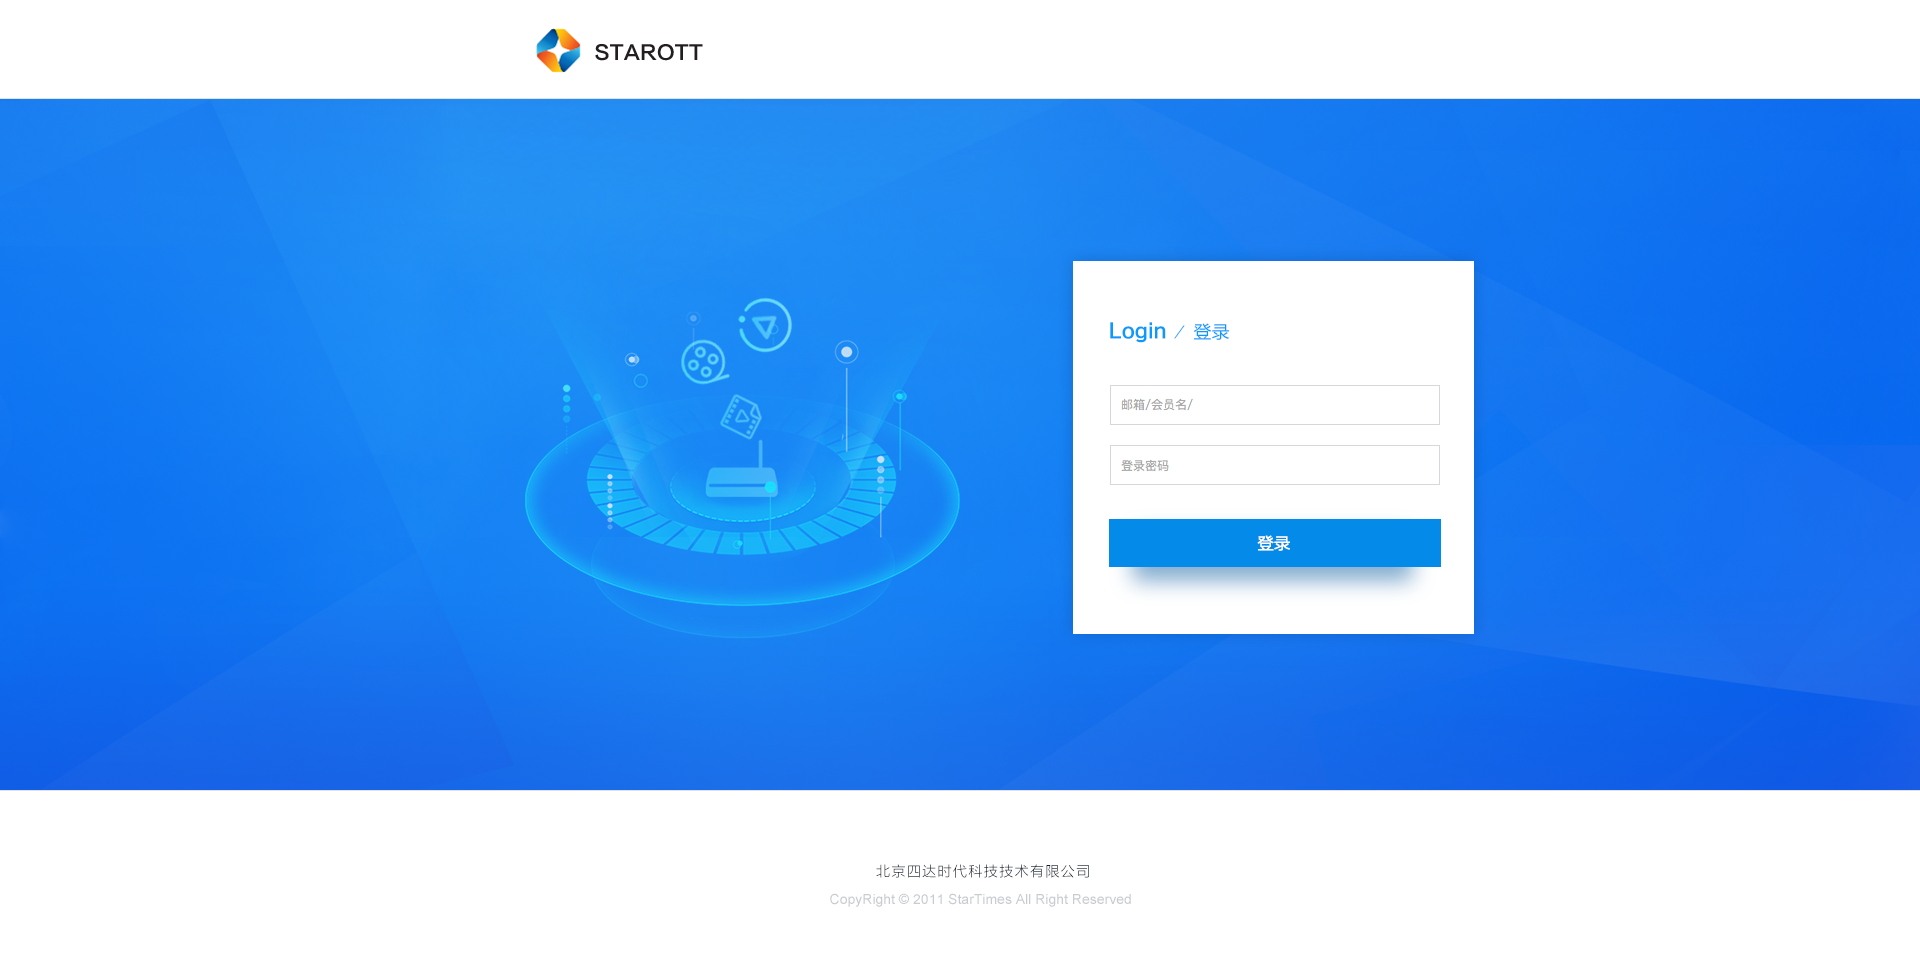 STAROTT
Login / 登录
邮箱/会员名/
登录密码
登录
北京四达时代科技技术有限公司
CopyRight © 2011 StarTimes All Right Reserved